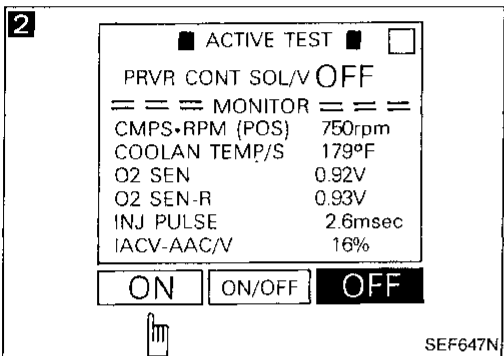 2
■ ACTIVE TEST ■
PRVR CONT SOL/V OFF
= = = MONITOR = = =
CMPS•RPM (POS) 750rpm
COOLAN TEMP/S 179°F
O2 SEN 0.92V
O2 SEN-R 0.93V
INJ PULSE 2.6msec
IACV-AAC/V 16%
ON ON/OFF OFF
SEF647N